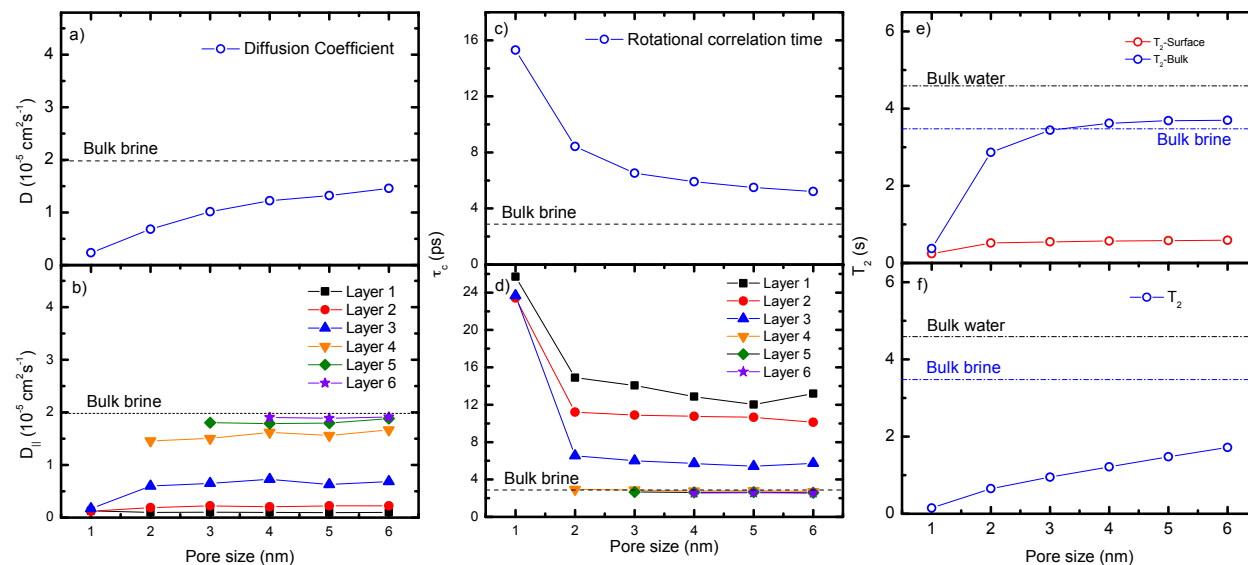 a)
Diffusion Coefficient
Bulk brine
D (10⁻⁵ cm²s⁻¹)
4
3
2
1
0
b)
Layer 1
Layer 2
Layer 3
Layer 4
Layer 5
Layer 6
Bulk brine
D|| (10⁻⁵ cm²s⁻¹)
4
3
2
1
0
1 2 3 4 5 6
Pore size (nm)
c)
Rotational correlation time
Bulk brine
τc (ps)
16
12
8
4
0
d)
Layer 1
Layer 2
Layer 3
Layer 4
Layer 5
Layer 6
Bulk brine
24
20
16
12
8
4
0
1 2 3 4 5 6
Pore size (nm)
e)
T₂-Surface
T₂-Bulk
Bulk water
Bulk brine
T₂ (s)
6
4
2
0
f)
T₂
Bulk water
Bulk brine
6
4
2
0
1 2 3 4 5 6
Pore size (nm)